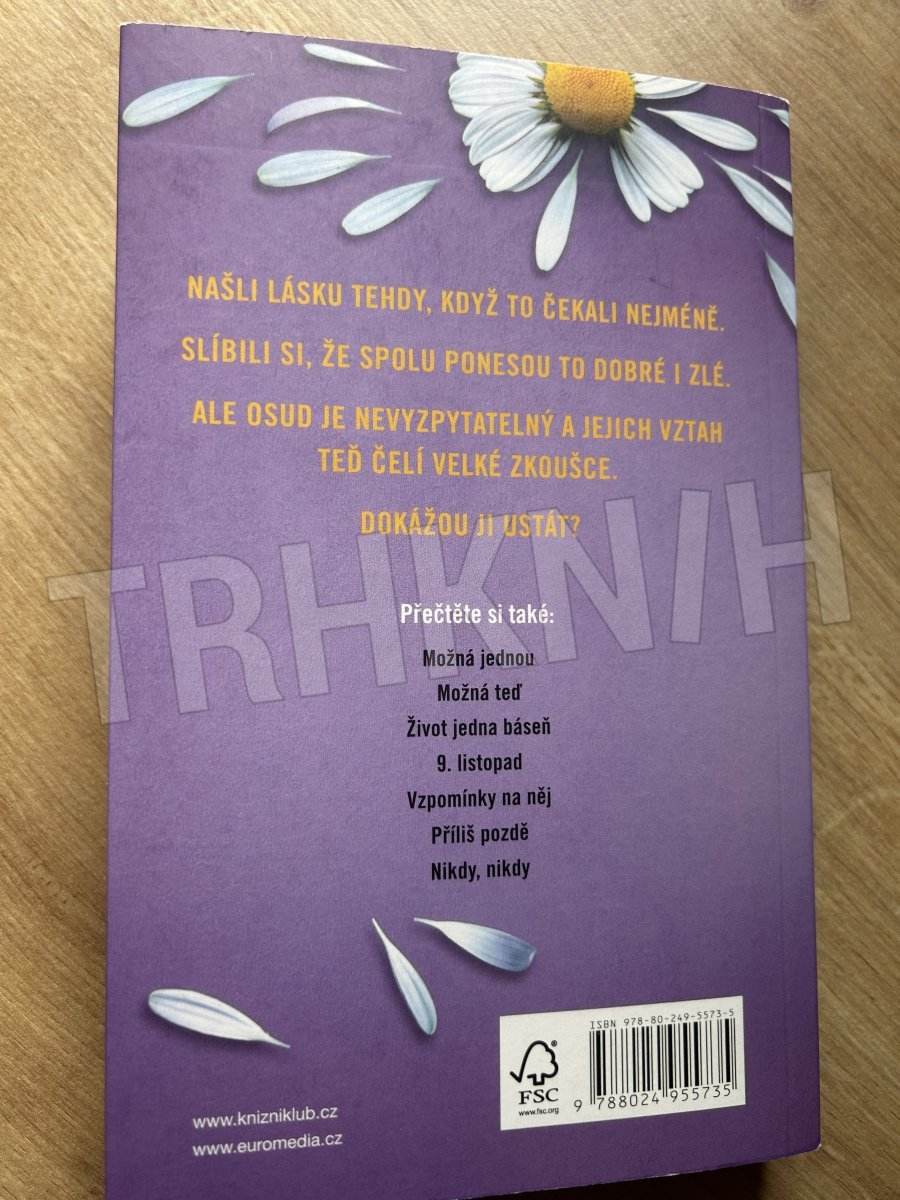 NAŠLI LÁSKU TEHDY, KDYŽ TO ČEKALI NEJMÉNĚ.
SLÍBILI SI, ŽE SPOLU PONESOU TO DOBRÉ I ZLÉ.
ALE OSUD JE NEVYZPYTATELNÝ A JEJICH VZTAH
TEĎ ČELÍ VELKÉ ZKOUŠCE.
DOKÁŽOU JI USTÁT?
TRHKNIH
Přečtěte si také:
Možná jednou
Možná teď
Život jedna báseň
9. listopad
Vzpomínky na něj
Příliš pozdě
Nikdy, nikdy
ISBN 978-80-249-5573-5
FSC
www.fsc.org
9 788024 955735
www.knizniklub.cz
www.euromedia.cz